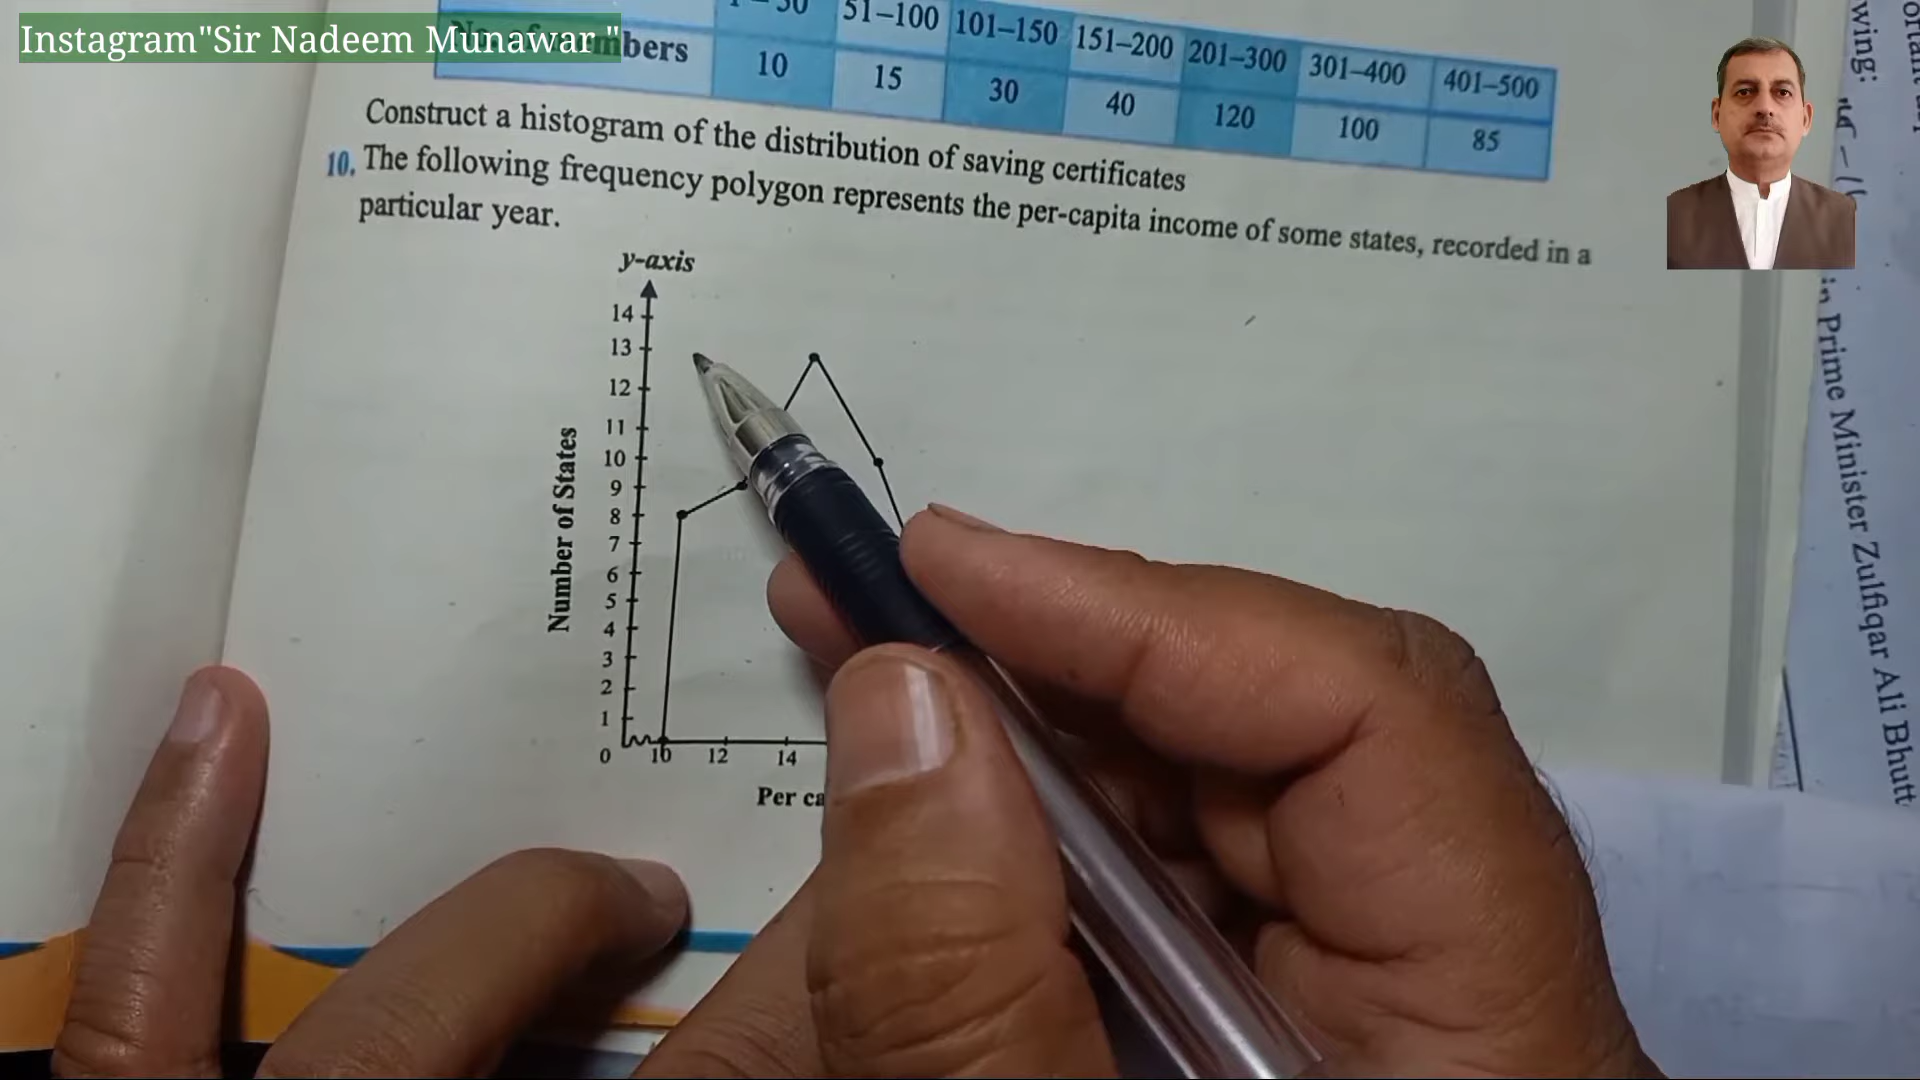 Instagram"Sir Nadeem Munawar "
51–100 101–150 151–200 201–300 301–400 401–500
10 15 30 40 120 100 85
Construct a histogram of the distribution of saving certificates
10. The following frequency polygon represents the per-capita income of some states, recorded in a
particular year.
y-axis
14
13
12
11
10
9
8
7
6
5
4
3
2
1
0 10 12 14
Number of States
Per
wing:
in Prime Minister Zulfiqar Ali